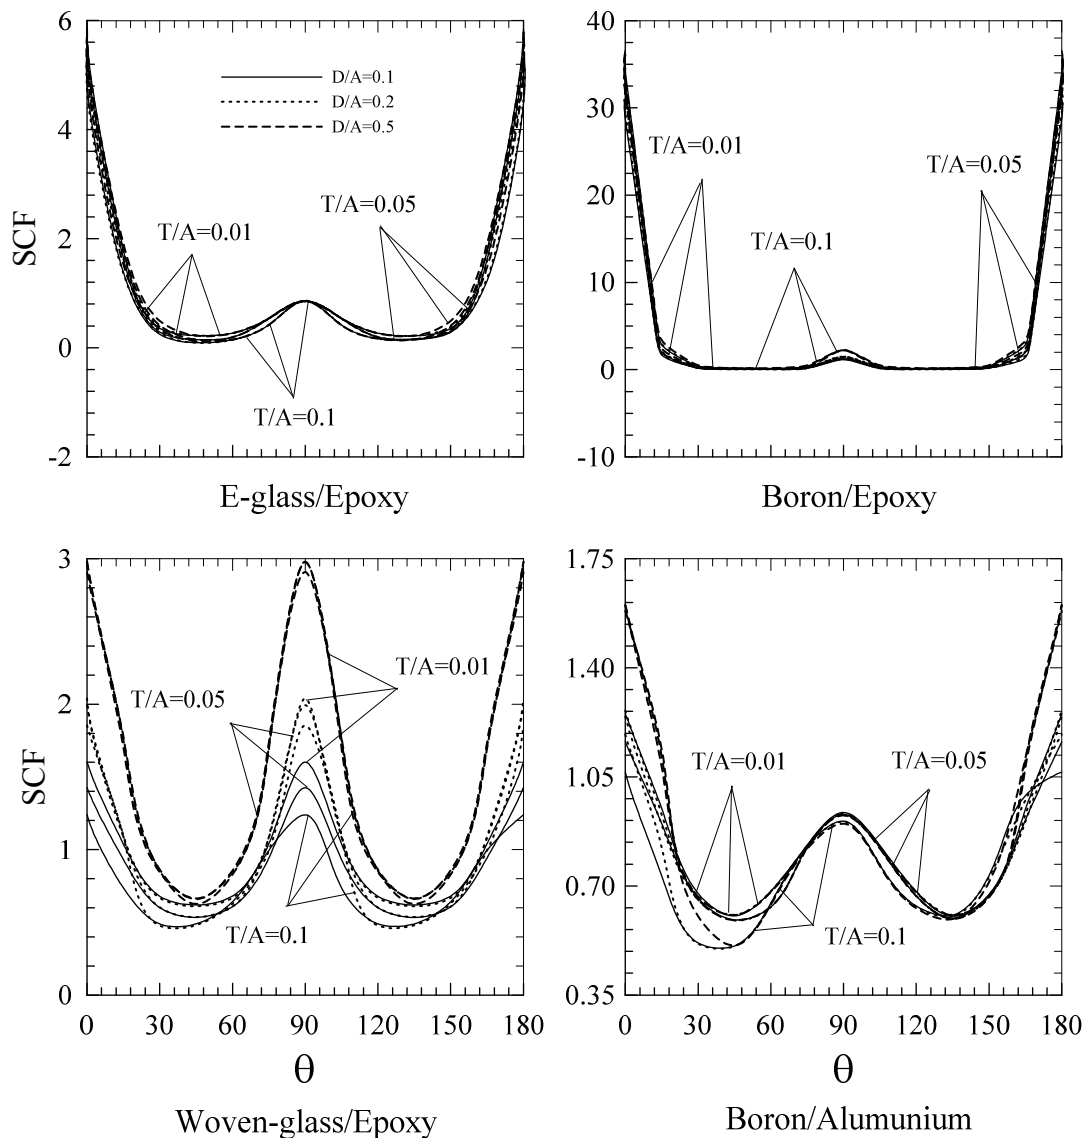 6
4
2
0
-2
SCF
D/A=0.1
D/A=0.2
D/A=0.5
T/A=0.01
T/A=0.05
T/A=0.1
E-glass/Epoxy
40
30
20
10
0
-10
T/A=0.01
T/A=0.05
T/A=0.1
Boron/Epoxy
3
2
1
0
SCF
T/A=0.01
T/A=0.05
T/A=0.1
0 30 60 90 120 150 180
θ
Woven-glass/Epoxy
1.75
1.40
1.05
0.70
0.35
T/A=0.01
T/A=0.05
T/A=0.1
0 30 60 90 120 150 180
θ
Boron/Alumunium